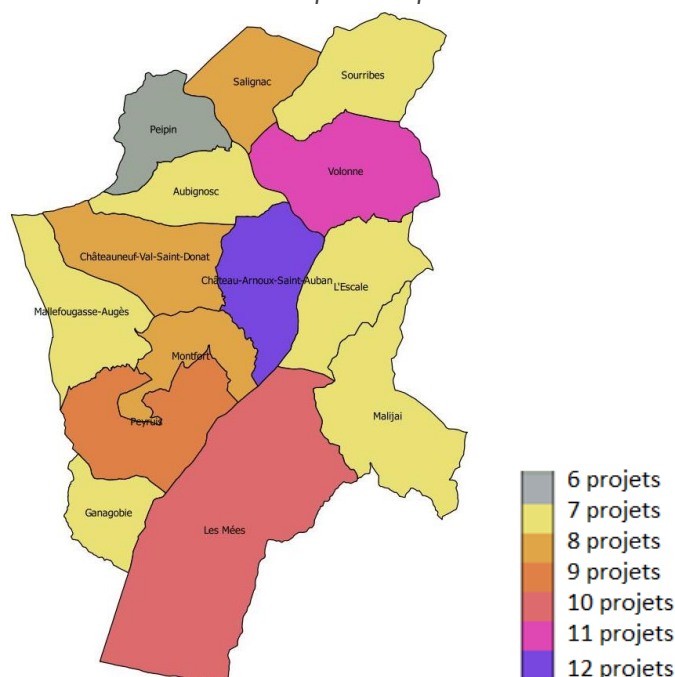 Salignac
Sourribes
Peipin
Volonne
Aubignosc
Châteauneuf-Val-Saint-Donat
Château-Arnoux-Saint-Auban
L'Escale
Mallefougasse-Augès
Montfort
Peyruis
Malijai
Ganagobie
Les Mées
6 projets
7 projets
8 projets
9 projets
10 projets
11 projets
12 projets